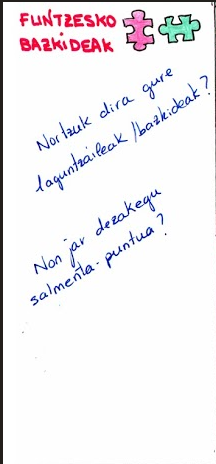 FUNTZESKO
BAZKIDEAK
Nortzuk dira gure
laguntzaileak/bazkideak?
Non jar dezakegu
salmenta-puntua?